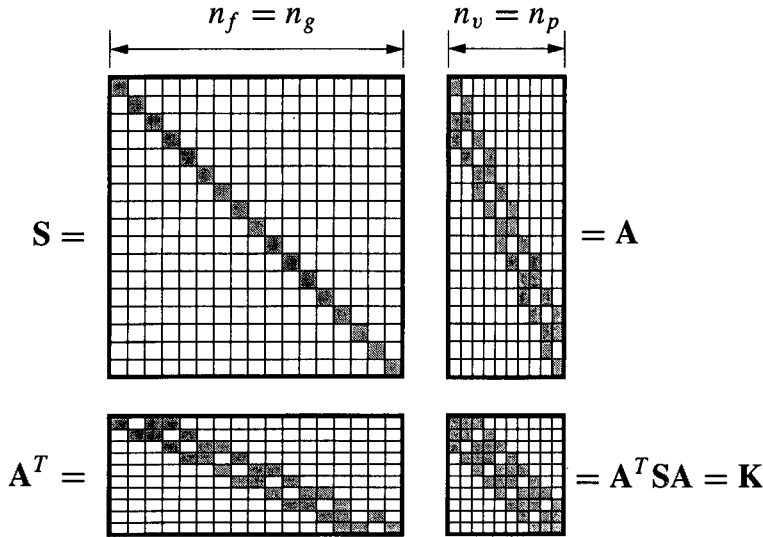 n_f = n_g n_v = n_p
S = = A
A^T = = A^T SA = K